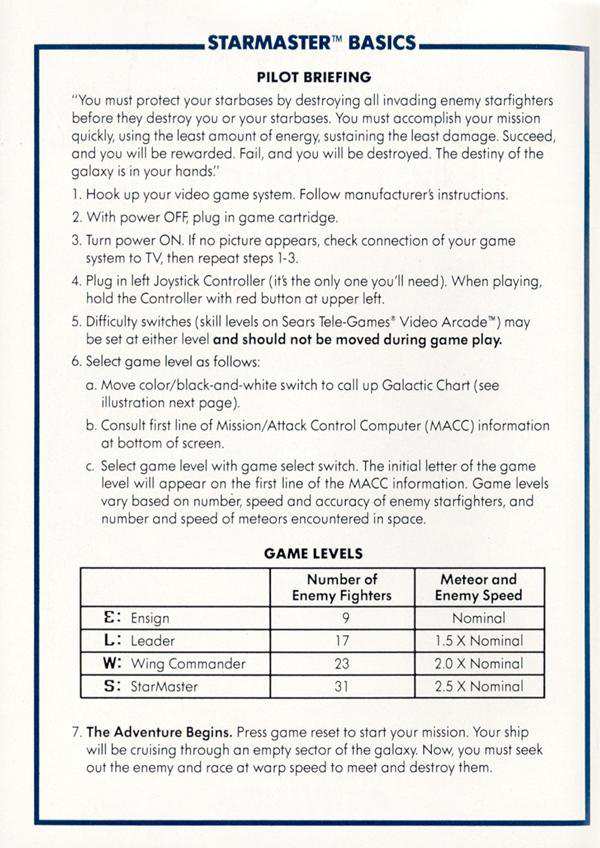 STARMASTER™ BASICS
PILOT BRIEFING
"You must protect your starbases by destroying all invading enemy starfighters
before they destroy you or your starbases. You must accomplish your mission
quickly, using the least amount of energy, sustaining the least damage. Succeed,
and you will be rewarded. Fail, and you will be destroyed. The destiny of the
galaxy is in your hands."
1. Hook up your video game system. Follow manufacturer's instructions.
2. With power OFF, plug in game cartridge.
3. Turn power ON. If no picture appears, check connection of your game
system to TV, then repeat steps 1-3.
4. Plug in left Joystick Controller (it's the only one you'll need). When playing,
hold the Controller with red button at upper left.
5. Difficulty switches (skill levels on Sears Tele-Games® Video Arcade™) may
be set at either level and should not be moved during game play.
6. Select game level as follows:
a. Move color/black-and-white switch to call up Galactic Chart (see
illustration next page).
b. Consult first line of Mission/Attack Control Computer (MACC) information
at bottom of screen.
c. Select game level with game select switch. The initial letter of the game
level will appear on the first line of the MACC information. Game levels
vary based on number, speed and accuracy of enemy starfighters, and
number and speed of meteors encountered in space.
GAME LEVELS
Number of Enemy Fighters Meteor and Enemy Speed
E: Ensign 9 Nominal
L: Leader 17 1.5 X Nominal
W: Wing Commander 23 2.0 X Nominal
S: StarMaster 31 2.5 X Nominal
7. The Adventure Begins. Press game reset to start your mission. Your ship
will be cruising through an empty sector of the galaxy. Now, you must seek
out the enemy and race at warp speed to meet and destroy them.